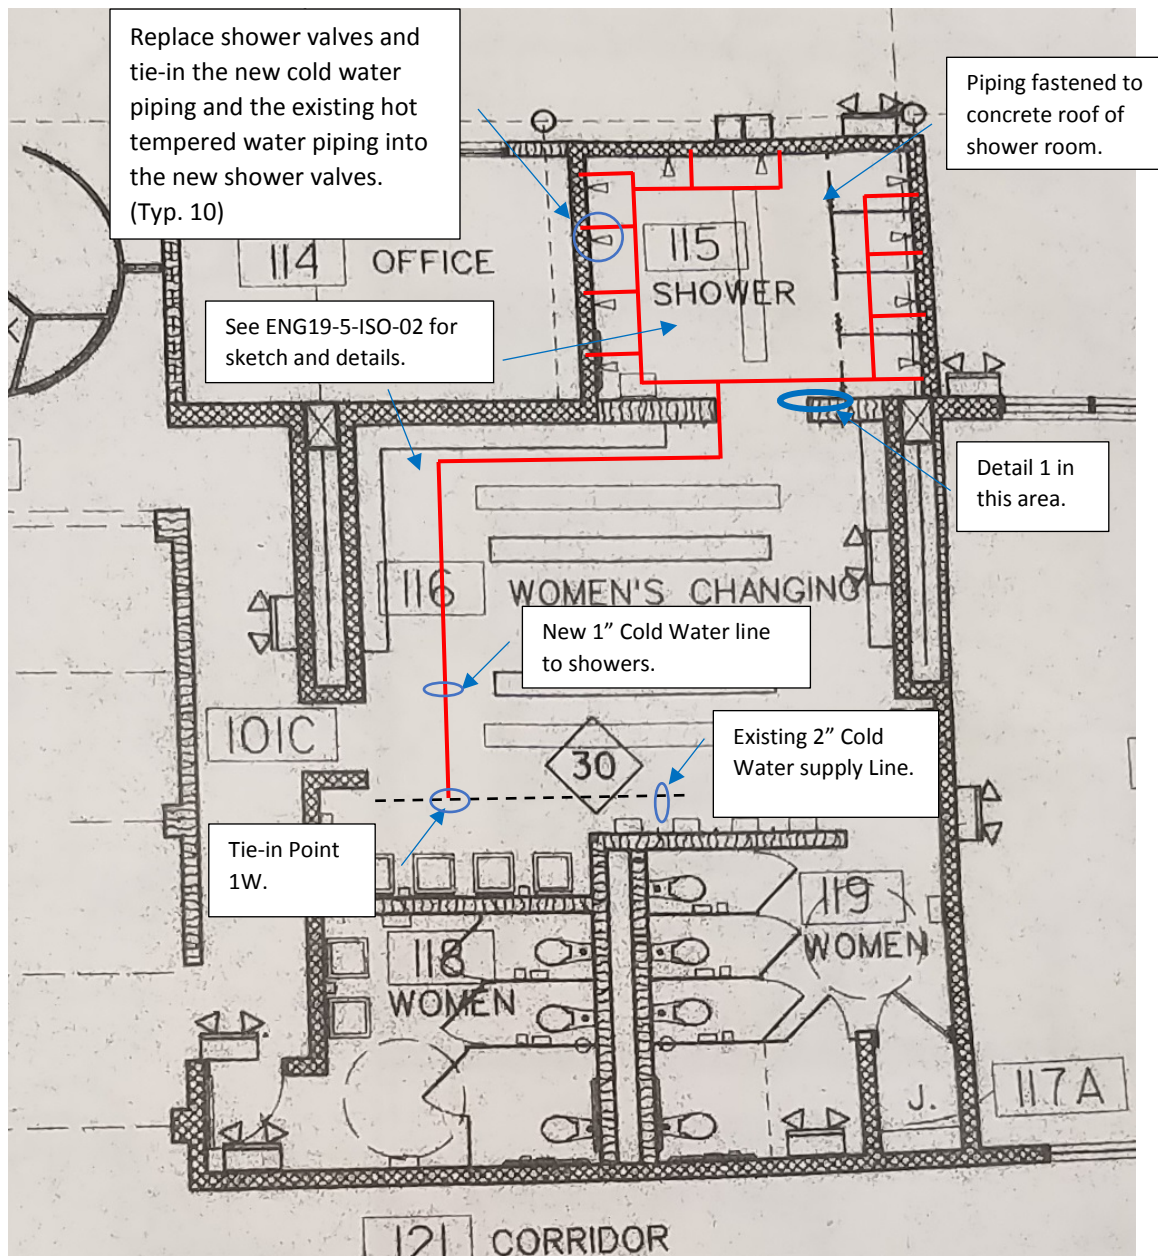 Replace shower valves and
tie-in the new cold water
piping and the existing hot
tempered water piping into
the new shower valves.
(Typ. 10)
Piping fastened to
concrete roof of
shower room.
114 OFFICE
115
SHOWER
See ENG19-5-ISO-02 for
sketch and details.
Detail 1 in
this area.
116 WOMEN'S CHANGING
New 1” Cold Water line
to showers.
101C
30
Existing 2” Cold
Water supply Line.
Tie-in Point
1W.
118
WOMEN
119
WOMEN
J.
117A
121 CORRIDOR